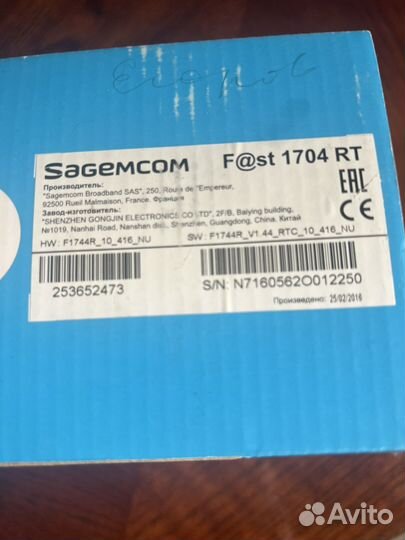 Sagemcom F@st 1704 RT
Производитель:
"Sagemcom Broadband SAS", 250, Route de l'Empereur,
92500 Rueil Malmaison, France, Франция
Завод-изготовитель:
"SHENZHEN GONGJIN ELECTRONICS CO LTD", 2F/B, Baiying building,
№1019, Nanhai Road, Nanshan dist., Shenzhen, Guangdong, China, Китай
HW: F1744R_10_416_NU SW: F1744R_V1.44_RTC_10_416_NU
EAC
CE
253652473
S/N: N7160562O012250
Произведено: 25/02/2016
Avito